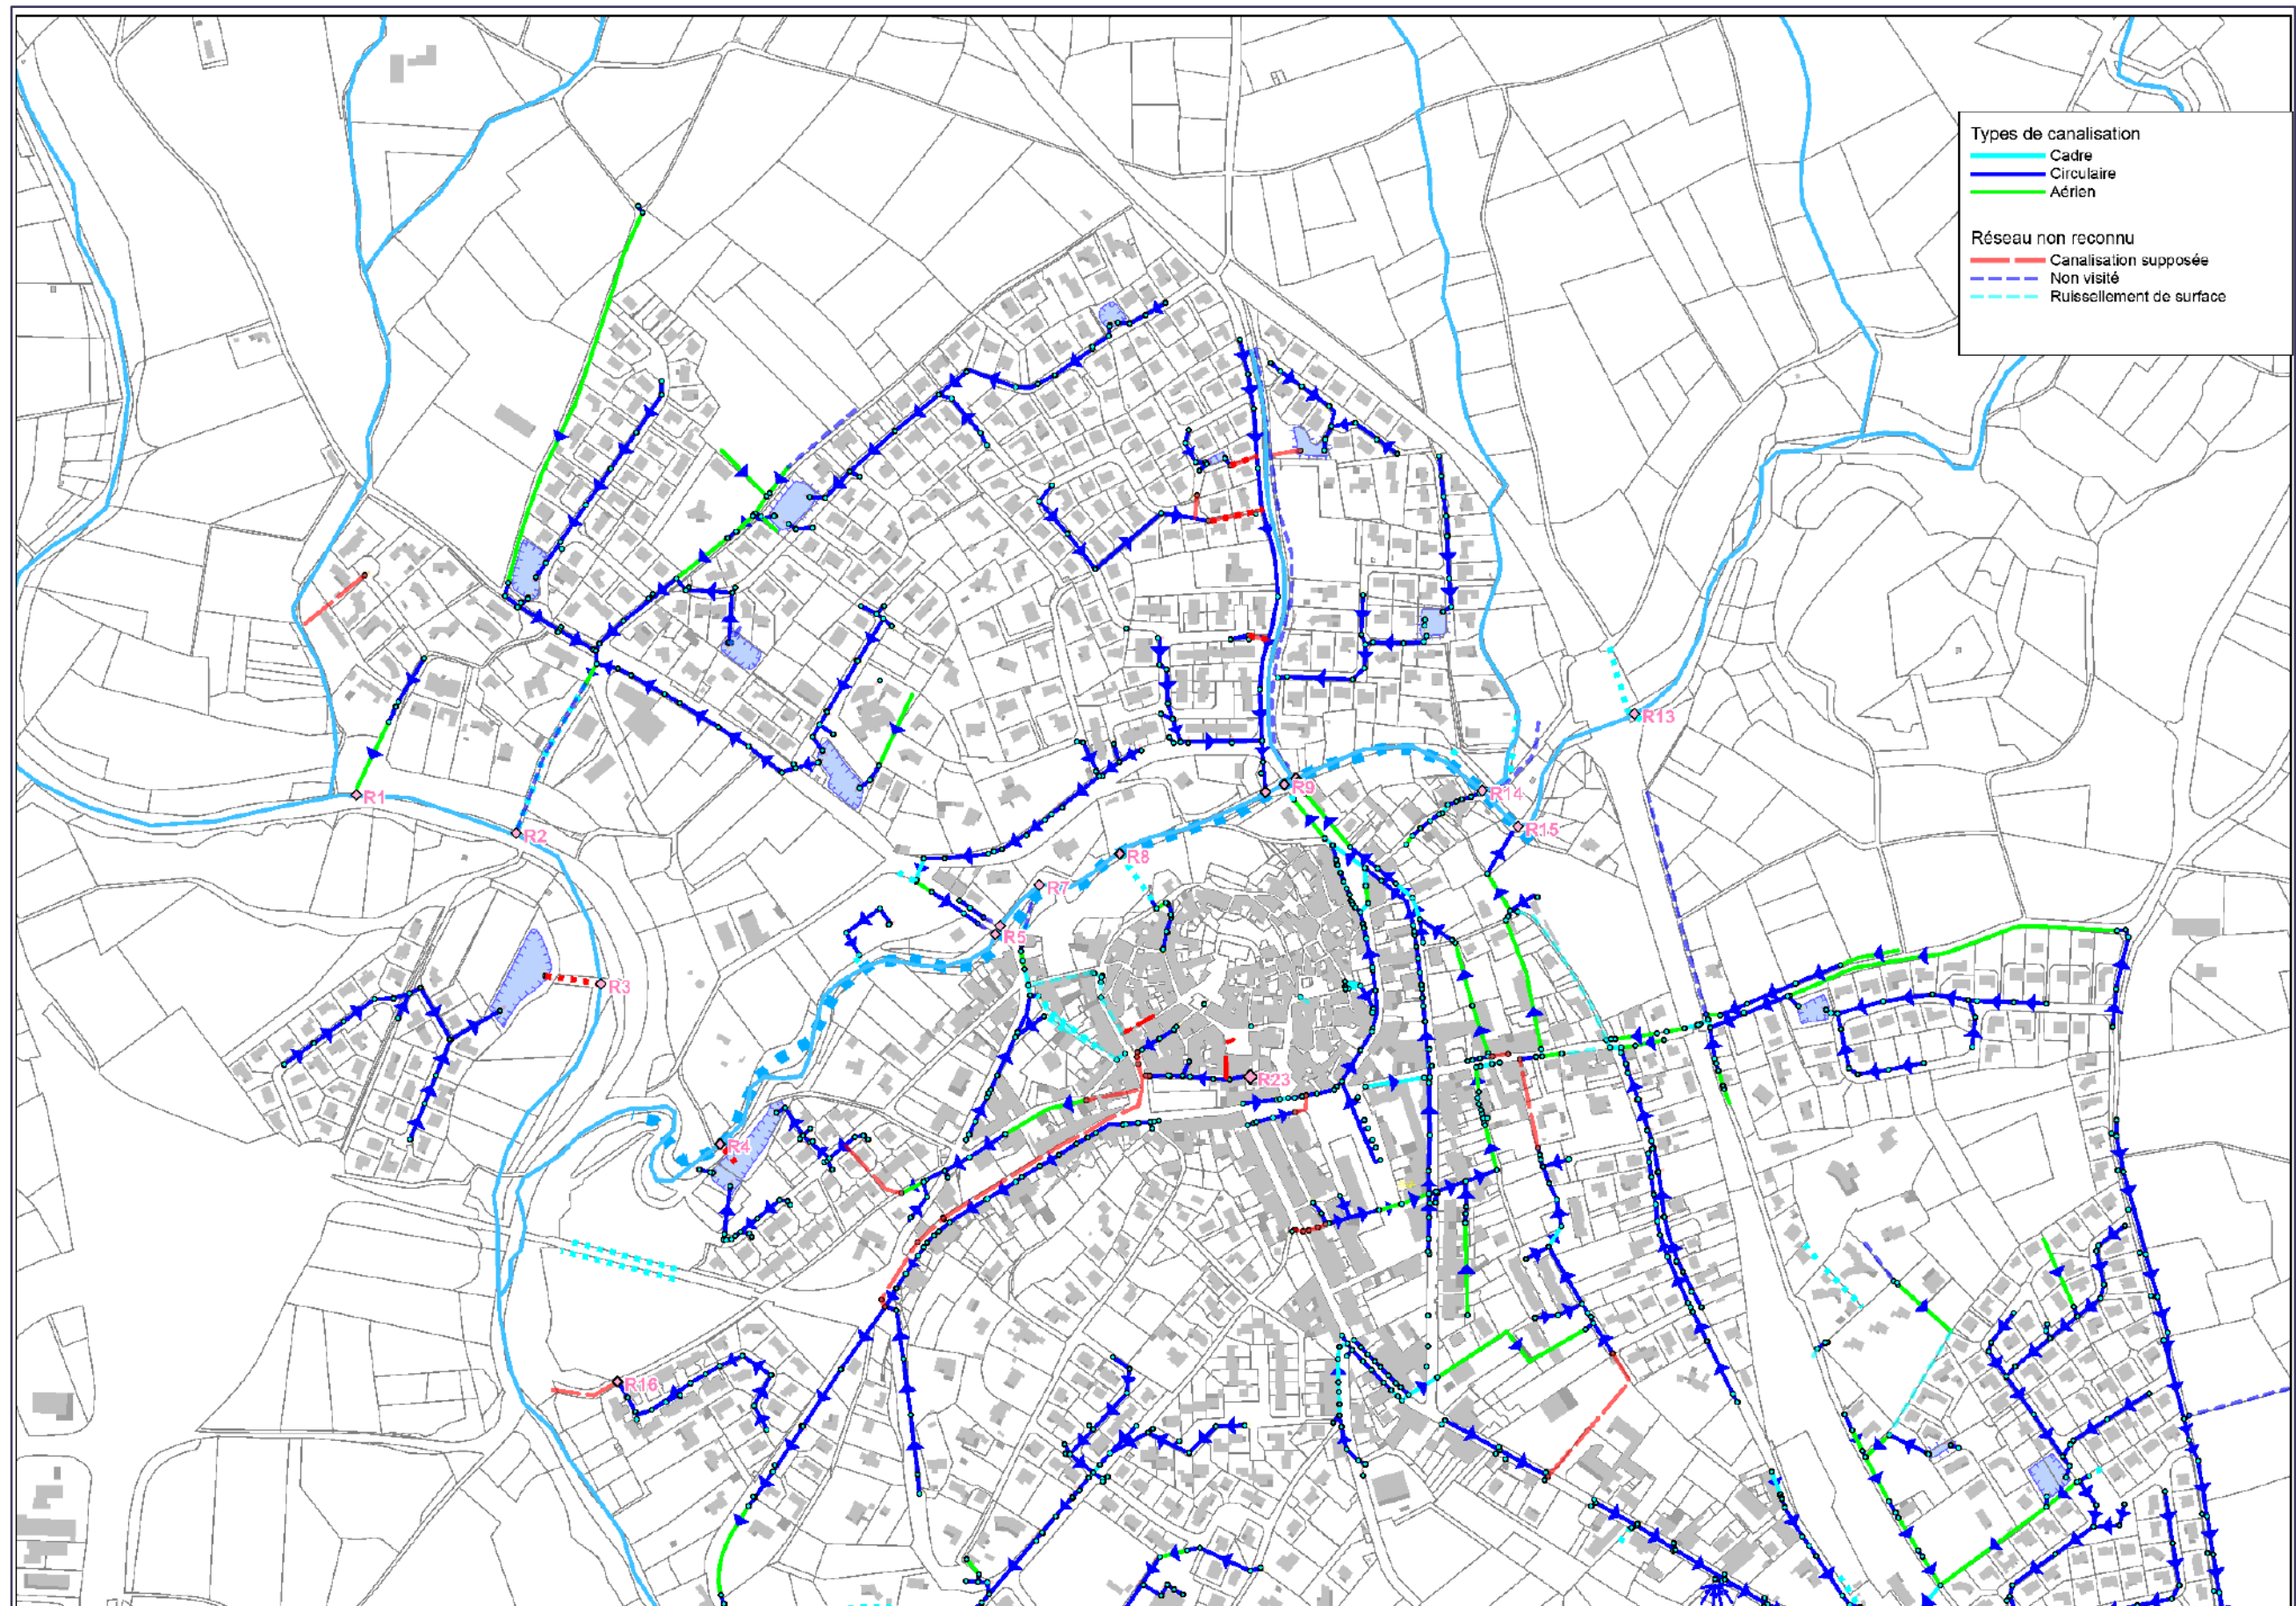 Types de canalisation
Cadre
Circulaire
Aérien
Réseau non reconnu
Canalisation supposée
Non visité
Ruissellement de surface
R13
R1
R9
R14
R2
R15
R8
R7
R5
R3
R23
R4
R16